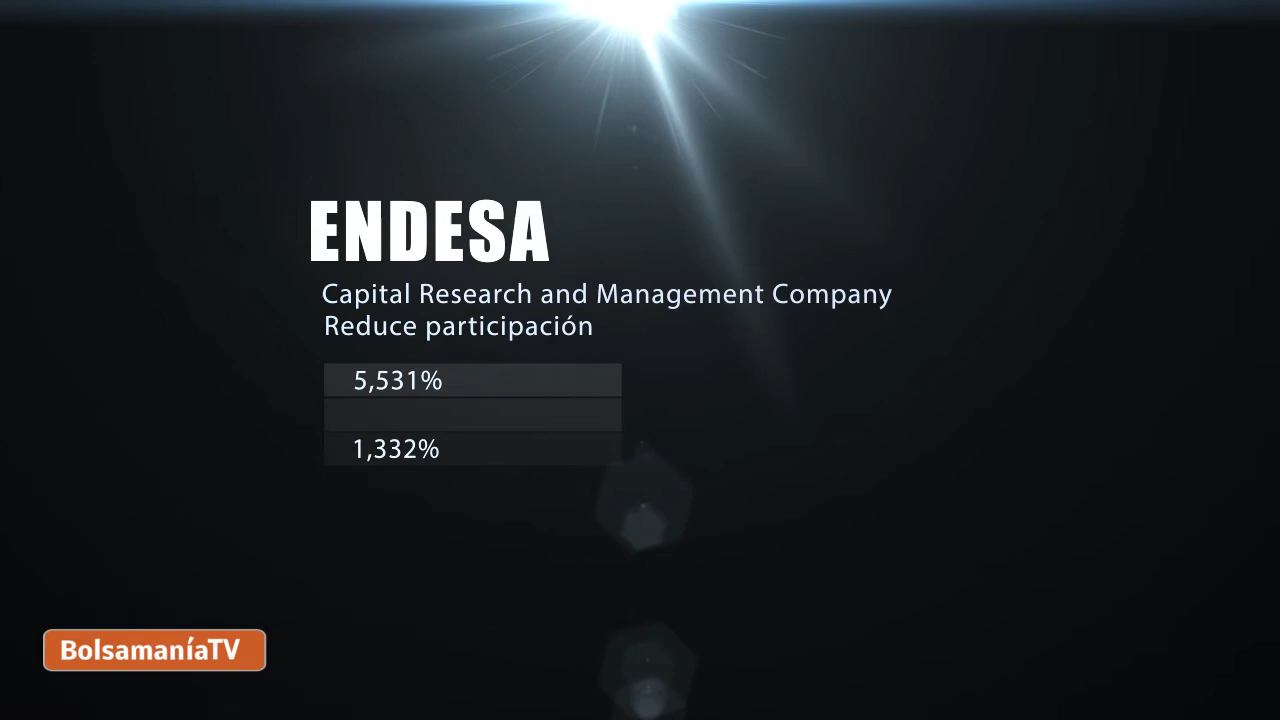 ENDESA
Capital Research and Management Company
Reduce participación
5,531%
1,332%
BolsamaníaTV